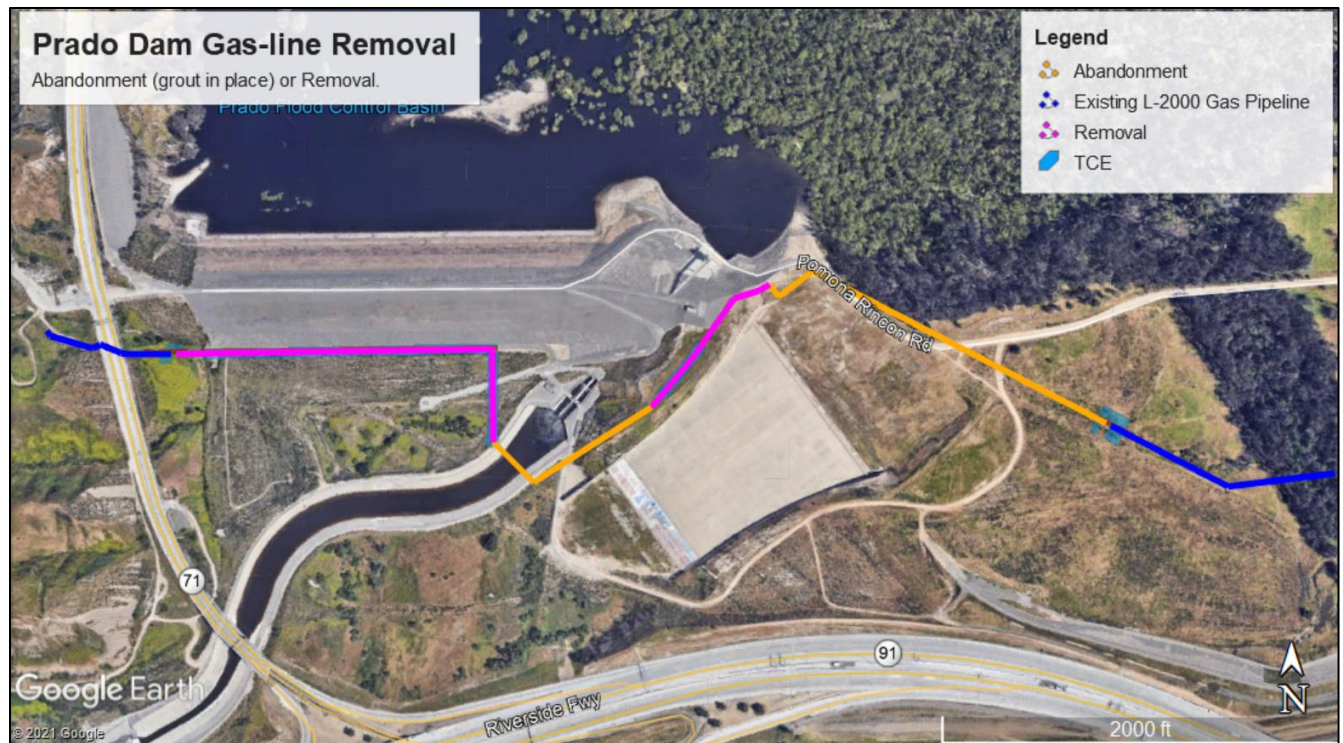 Prado Dam Gas-line Removal
Abandonment (grout in place) or Removal.
Prado Flood Control Basin
Legend
Abandonment
Existing L-2000 Gas Pipeline
Removal
TCE
Pomona Rincon Rd
71
91
Riverside Fwy
Google Earth
© 2021 Google
2000 ft
N